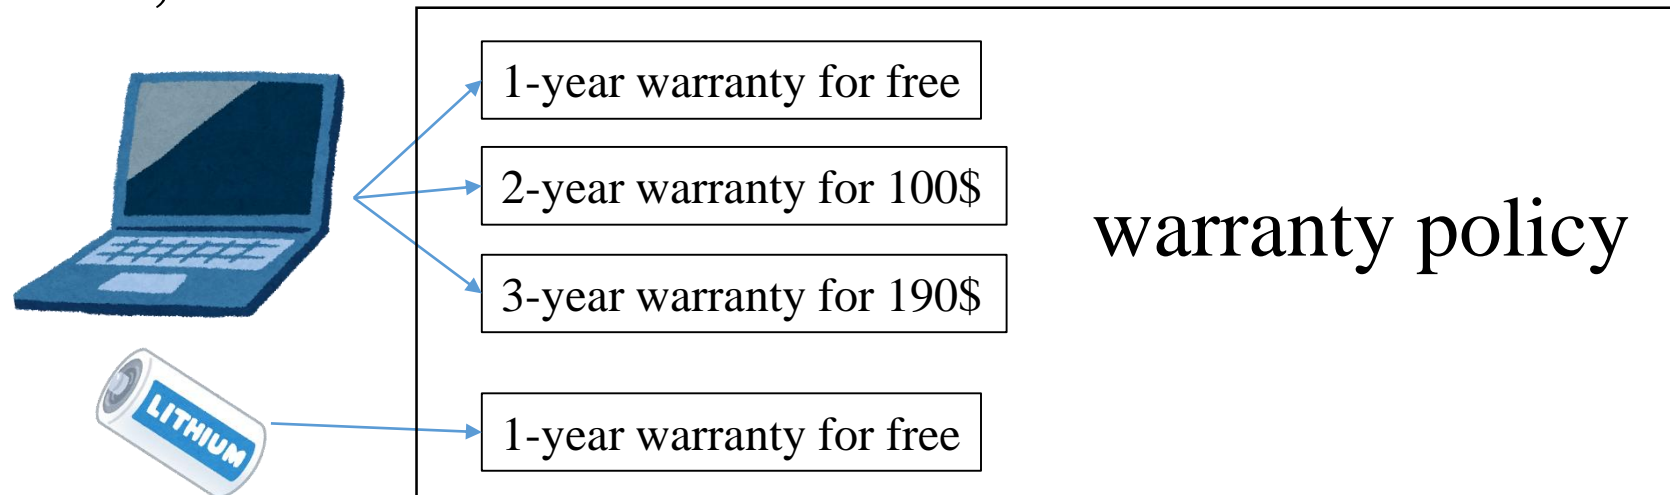 1-year warranty for free
2-year warranty for 100$
3-year warranty for 190$
warranty policy
LITHIUM
1-year warranty for free